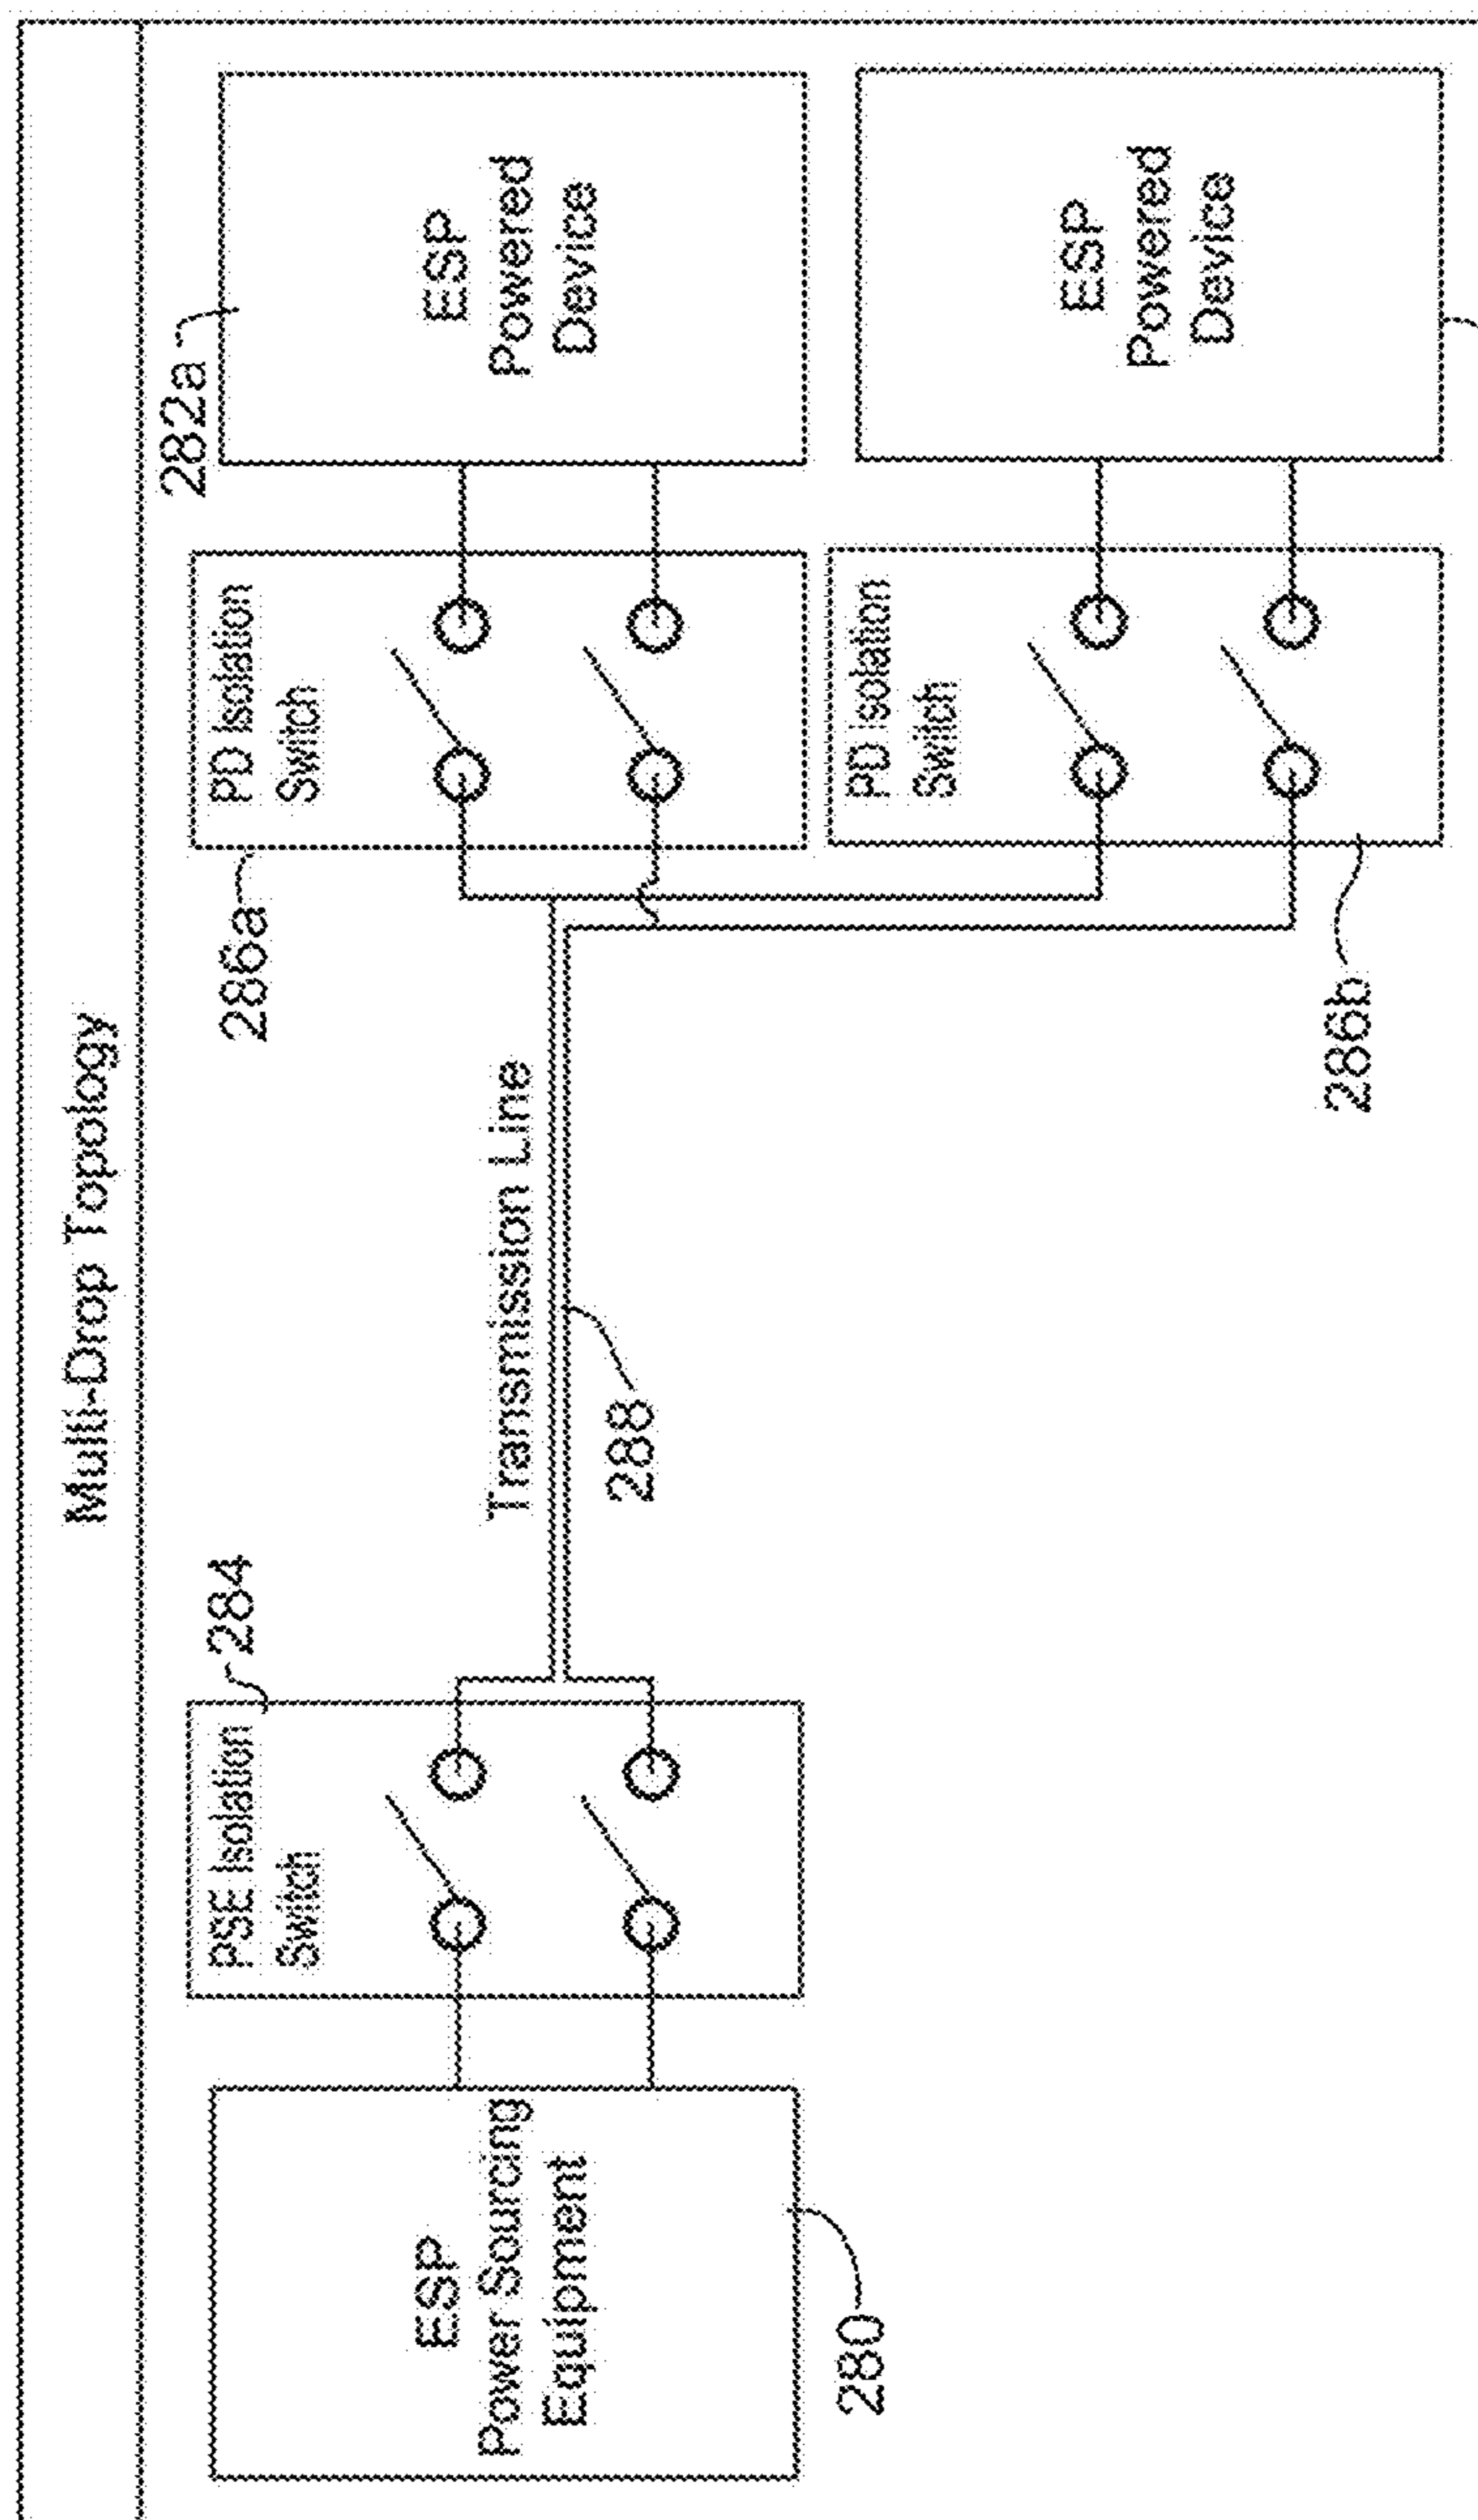 Multi-Drop Topology
ESP
Power Sourcing
Equipment
280
PSE Isolation
Switch
284
Transmission Line
288
286a
PD Isolation
Switch
282a
ESP
Powered
Device
286b
PD Isolation
Switch
ESP
Powered
Device